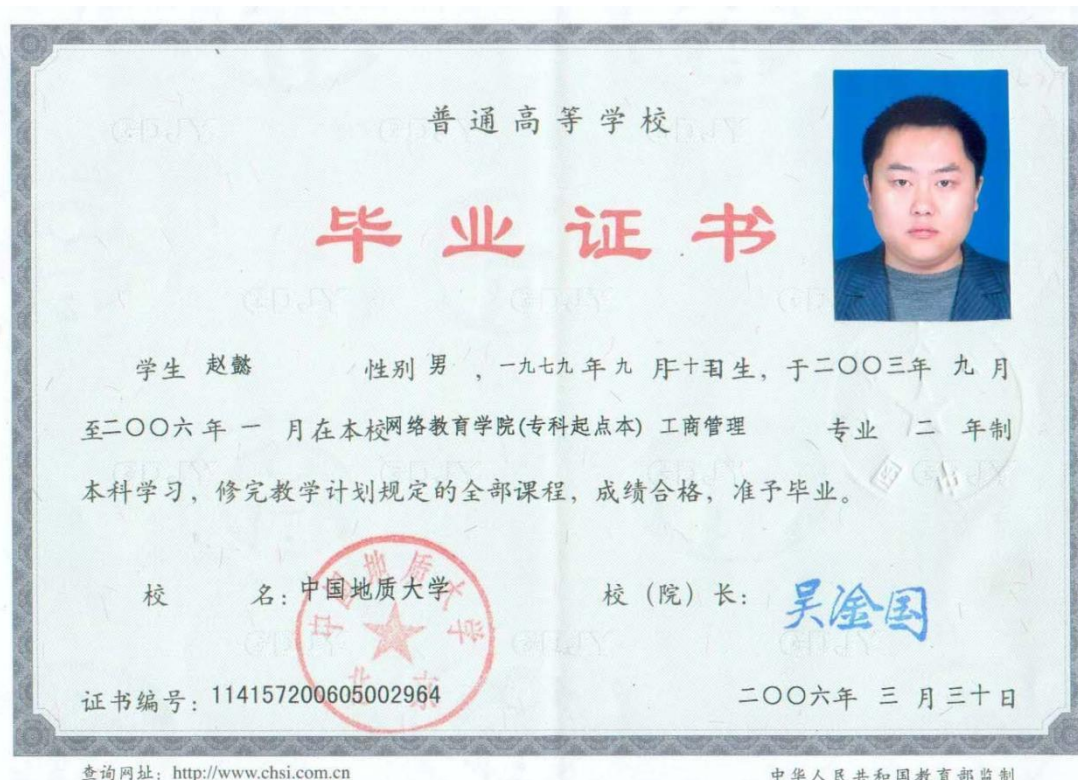 普通高等学校
毕业证书
学生 赵懿 性别 男 , 一九七九 年 九 月 十 日生, 于二〇〇三年 九 月
至二〇〇六 年 一 月在本校网络教育学院(专科起点本) 工商管理 专业 二 年制
本科学习, 修完教学计划规定的全部课程, 成绩合格, 准予毕业。
校 名: 中国地质大学 校 (院) 长: 吴淦国
中国地质大学
证书编号: 114157200605002964 二〇〇六年 三 月三十日
查询网址: http://www.chsi.com.cn 中华人民共和国教育部监制